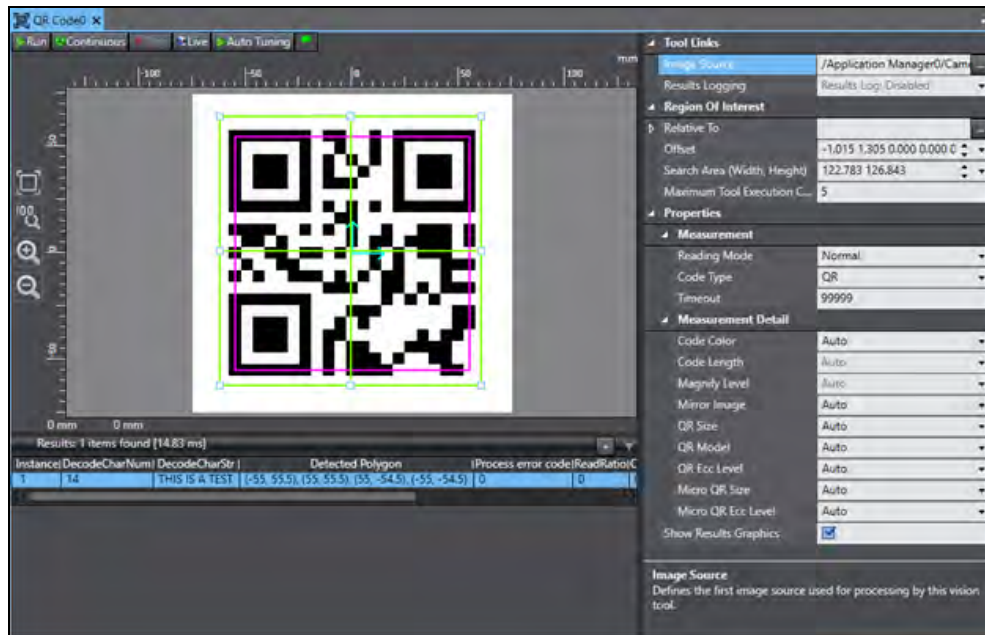 QR Code0 ×
Run Continuous Live Auto Tuning
mm
-100 -50 0 50 100
50
0
-50
100
0 mm 0 mm
Results: 1 items found [14.83 ms]
Instance DecodeCharNum DecodeCharStr Detected Polygon Process error code ReadRatio C
1 14 THIS IS A TEST (-55, 55.5), (55, 55.5), (55, -54.5), (-55, -54.5) 0 0
Tool Links
Image Source /Application Manager0/Cam
Results Logging Results Log: Disabled
Region Of Interest
Relative To
Offset -1.015 1.305 0.000 0.000 0
Search Area (Width, Height) 122.783 126.843
Maximum Tool Execution C... 5
Properties
Measurement
Reading Mode Normal
Code Type QR
Timeout 99999
Measurement Detail
Code Color Auto
Code Length Auto
Magnify Level Auto
Mirror Image Auto
QR Size Auto
QR Model Auto
QR Ecc Level Auto
Micro QR Size Auto
Micro QR Ecc Level Auto
Show Results Graphics
Image Source
Defines the first image source used for processing by this vision
tool.